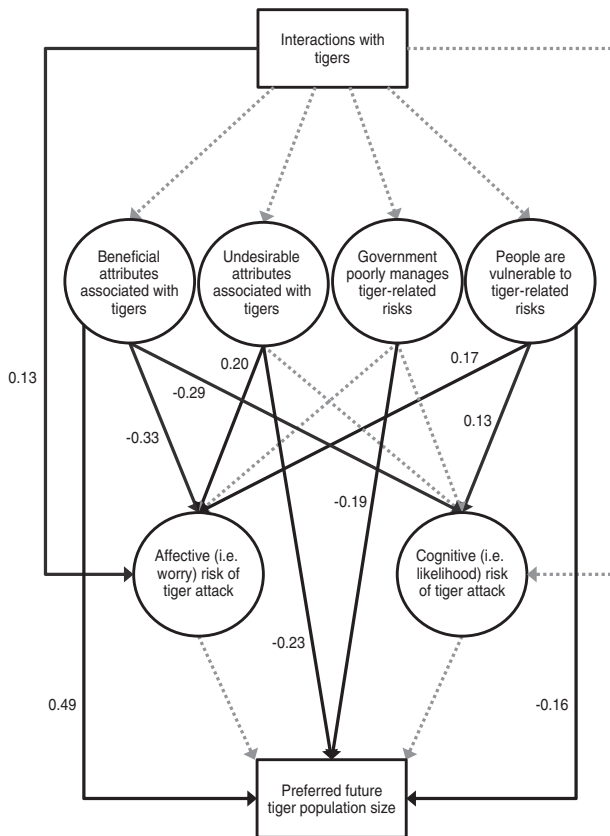 Interactions with
tigers
Beneficial
attributes
associated with
tigers
Undesirable
attributes
associated with
tigers
Government
poorly manages
tiger-related
risks
People are
vulnerable to
tiger-related
risks
0.13
0.20
0.17
-0.29
-0.33
0.13
-0.19
Affective (i.e.
worry) risk of
tiger attack
Cognitive (i.e.
likelihood) risk
of tiger attack
-0.23
0.49
-0.16
Preferred future
tiger population
size